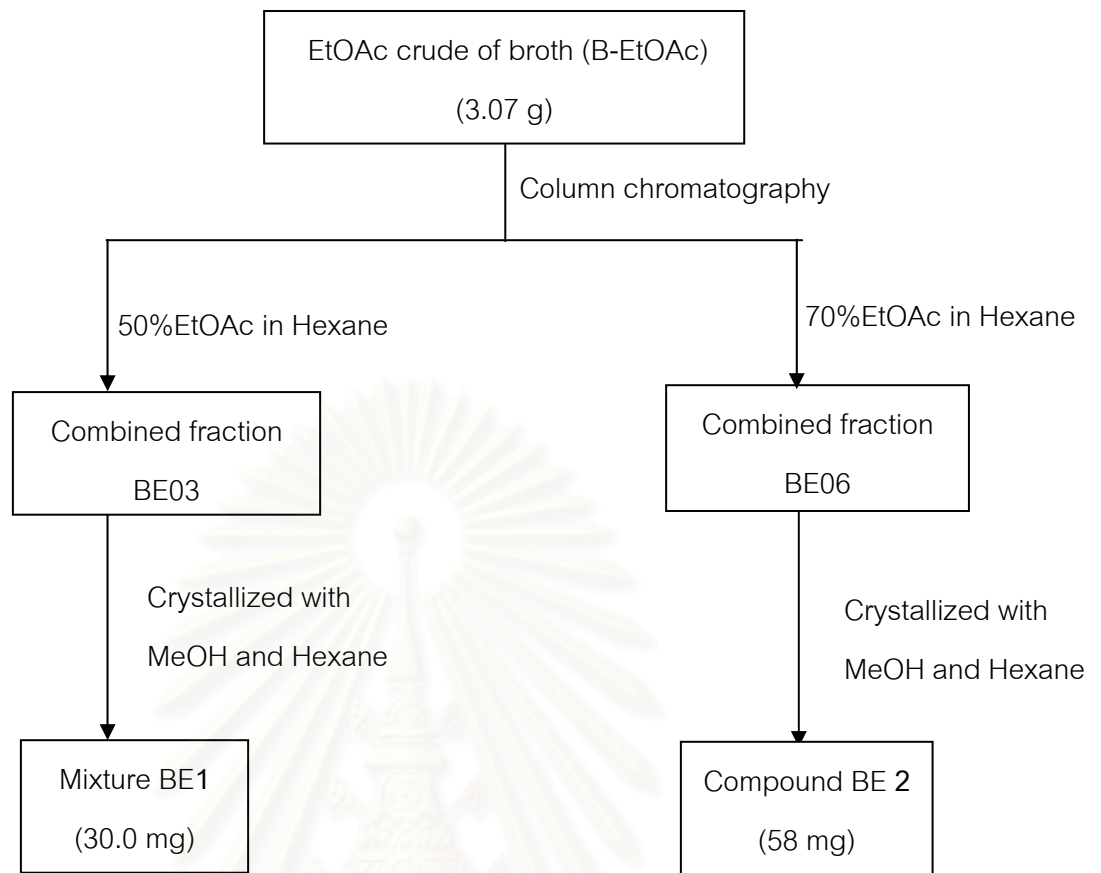 EtOAc crude of broth (B-EtOAc)
(3.07 g)
Column chromatography
50%EtOAc in Hexane
70%EtOAc in Hexane
Combined fraction
BE03
Combined fraction
BE06
Crystallized with
MeOH and Hexane
Crystallized with
MeOH and Hexane
Mixture BE1
(30.0 mg)
Compound BE 2
(58 mg)